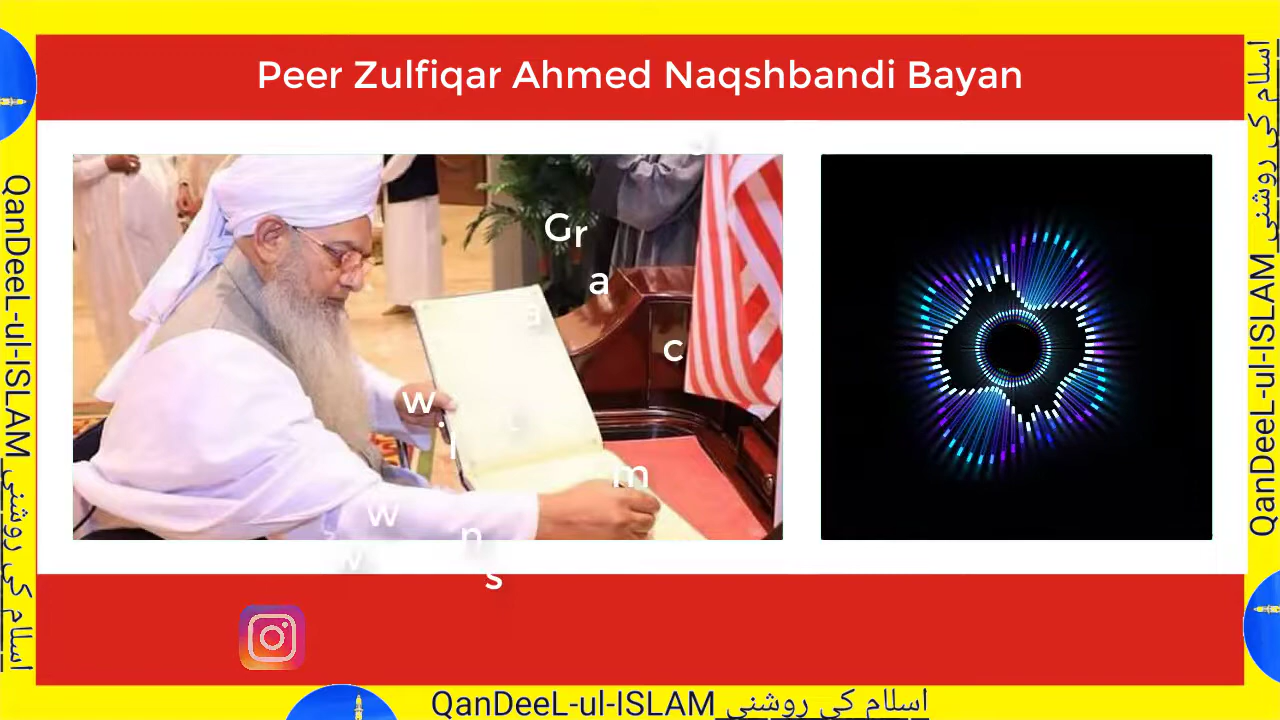 Peer Zulfiqar Ahmed Naqshbandi Bayan
QanDeeL-ul-ISLAM اسلام کی روشنی
QanDeeL-ul-ISLAM اسلام کی روشنی
Gr
a
c
w
m
w
n
s
QanDeeL-ul-ISLAM اسلام کی روشنی